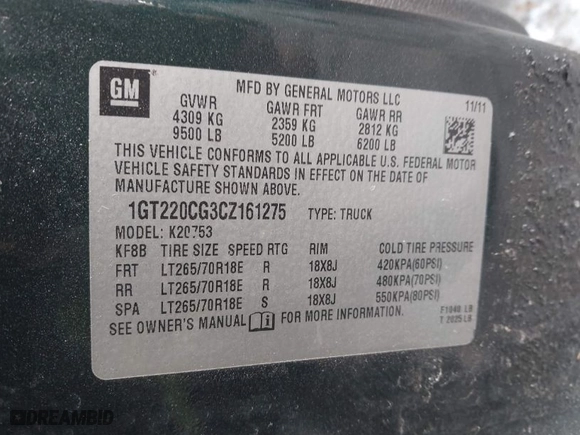 GM
MFD BY GENERAL MOTORS LLC
GVWR GAWR FRT GAWR RR 11/11
4309 KG 2359 KG 2812 KG
9500 LB 5200 LB 6200 LB
THIS VEHICLE CONFORMS TO ALL APPLICABLE U.S. FEDERAL MOTOR
VEHICLE SAFETY STANDARDS IN EFFECT ON THE DATE OF
MANUFACTURE SHOWN ABOVE.
1GT220CG3CZ161275 TYPE: TRUCK
MODEL: K20753
KF8B TIRE SIZE SPEED RTG RIM COLD TIRE PRESSURE
FRT LT265/70R18E R 18X8J 420KPA(60PSI)
RR LT265/70R18E R 18X8J 480KPA(70PSI)
SPA LT265/70R18E S 18X8J 550KPA(80PSI)
SEE OWNER'S MANUAL FOR MORE INFORMATION.
F1040 LB
T 2025 LB
DREAMBID